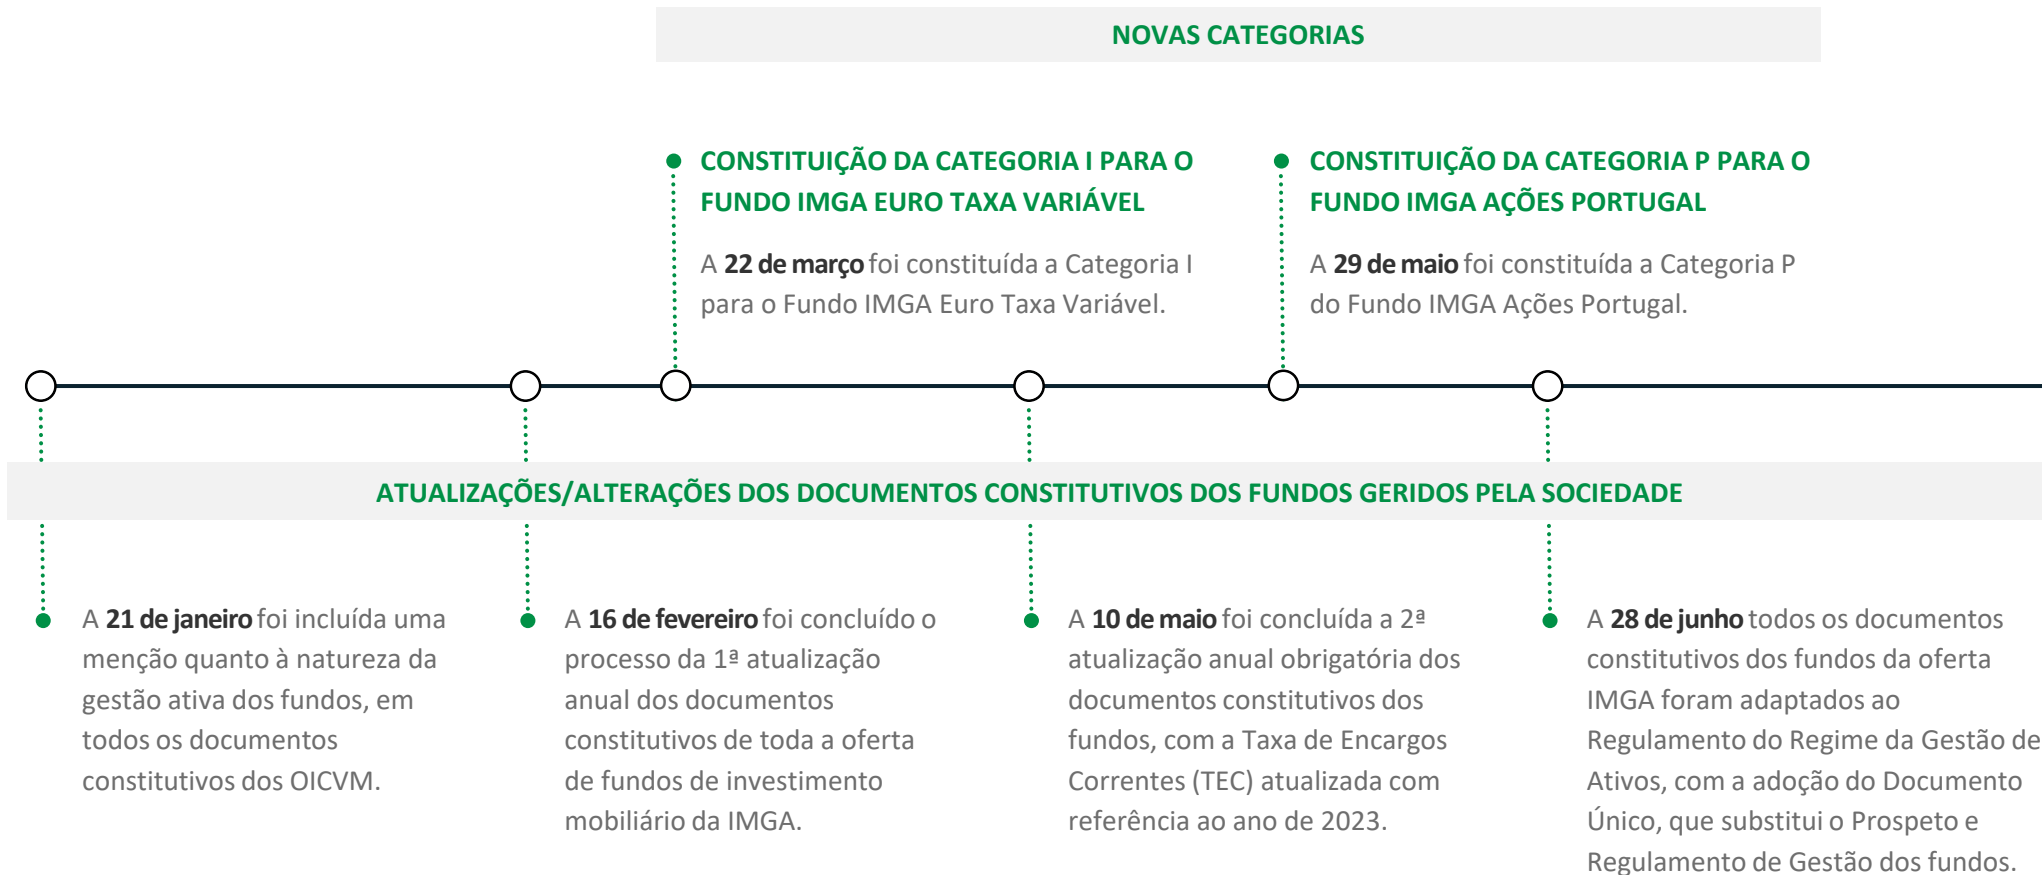 NOVAS CATEGORIAS
CONSTITUIÇÃO DA CATEGORIA I PARA O
FUNDO IMGA EURO TAXA VARIÁVEL
A 22 de março foi constituída a Categoria I
para o Fundo IMGA Euro Taxa Variável.
CONSTITUIÇÃO DA CATEGORIA P PARA O
FUNDO IMGA AÇÕES PORTUGAL
A 29 de maio foi constituída a Categoria P
do Fundo IMGA Ações Portugal.
ATUALIZAÇÕES/ALTERAÇÕES DOS DOCUMENTOS CONSTITUTIVOS DOS FUNDOS GERIDOS PELA SOCIEDADE
A 21 de janeiro foi incluída uma
menção quanto à natureza da
gestão ativa dos fundos, em
todos os documentos
constitutivos dos OICVM.
A 16 de fevereiro foi concluído o
processo da 1ª atualização
anual dos documentos
constitutivos de toda a oferta
de fundos de investimento
mobiliário da IMGA.
A 10 de maio foi concluída a 2ª
atualização anual obrigatória dos
documentos constitutivos dos
fundos, com a Taxa de Encargos
Correntes (TEC) atualizada com
referência ao ano de 2023.
A 28 de junho todos os documentos
constitutivos dos fundos da oferta
IMGA foram adaptados ao
Regulamento do Regime da Gestão de
Ativos, com a adoção do Documento
Único, que substitui o Prospeto e
Regulamento de Gestão dos fundos.